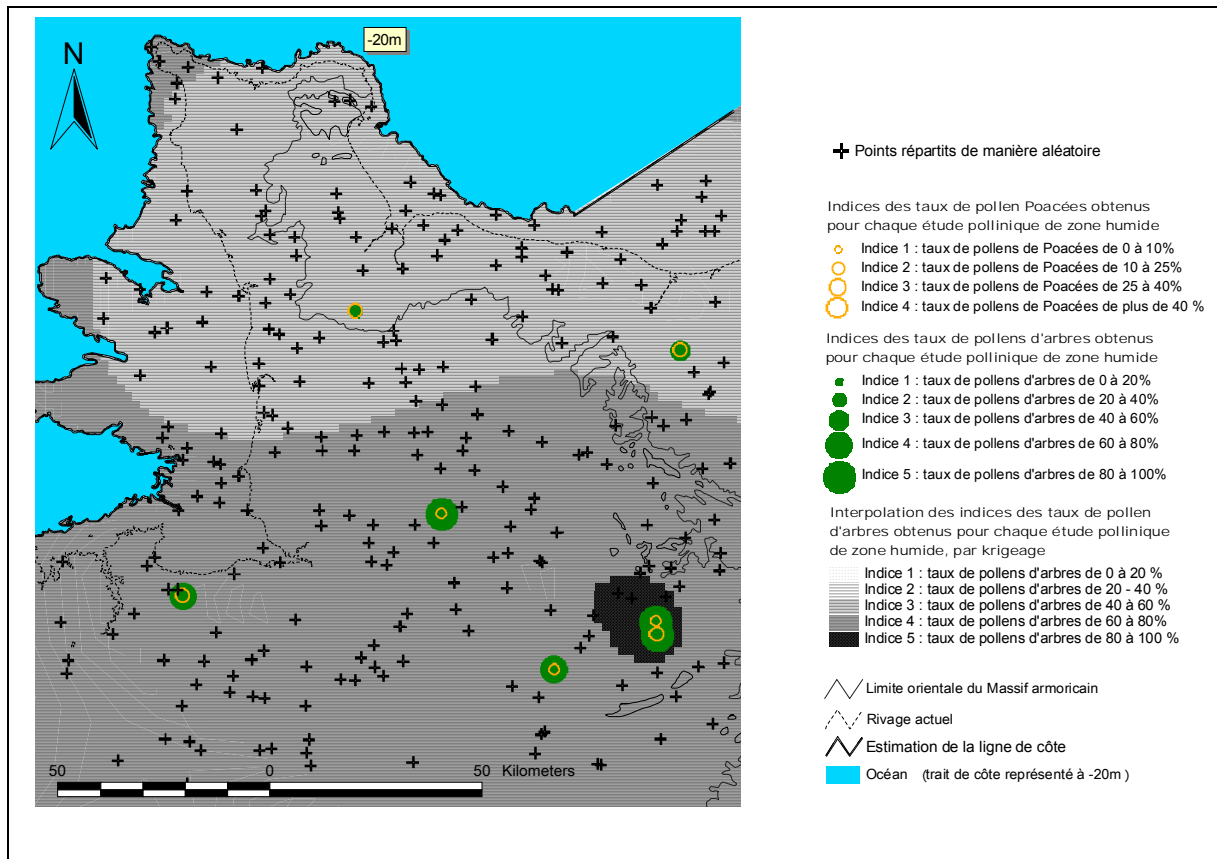 -20m
N
50
0
50
Kilometers
Points répartits de manière aléatoire
Indices des taux de pollen Poacées obtenus
pour chaque étude pollinique de zone humide
Indice 1 : taux de pollens de Poacées de 0 à 10%
Indice 2 : taux de pollens de Poacées de 10 à 25%
Indice 3 : taux de pollens de Poacées de 25 à 40%
Indice 4 : taux de pollens de Poacées de plus de 40 %
Indices des taux de pollens d'arbres obtenus
pour chaque étude pollinique de zone humide
Indice 1 : taux de pollens d'arbres de 0 à 20%
Indice 2 : taux de pollens d'arbres de 20 à 40%
Indice 3 : taux de pollens d'arbres de 40 à 60%
Indice 4 : taux de pollens d'arbres de 60 à 80%
Indice 5 : taux de pollens d'arbres de 80 à 100%
Interpolation des indices des taux de pollen
d'arbres obtenus pour chaque étude pollinique
de zone humide, par krigeage
Indice 1 : taux de pollens d'arbres de 0 à 20 %
Indice 2 : taux de pollens d'arbres de 20 - 40 %
Indice 3 : taux de pollens d'arbres de 40 à 60 %
Indice 4 : taux de pollens d'arbres de 60 à 80%
Indice 5 : taux de pollens d'arbres de 80 à 100 %
Limite orientale du Massif armoricain
Rivage actuel
Estimation de la ligne de côte
Océan (trait de côte représenté à -20m )